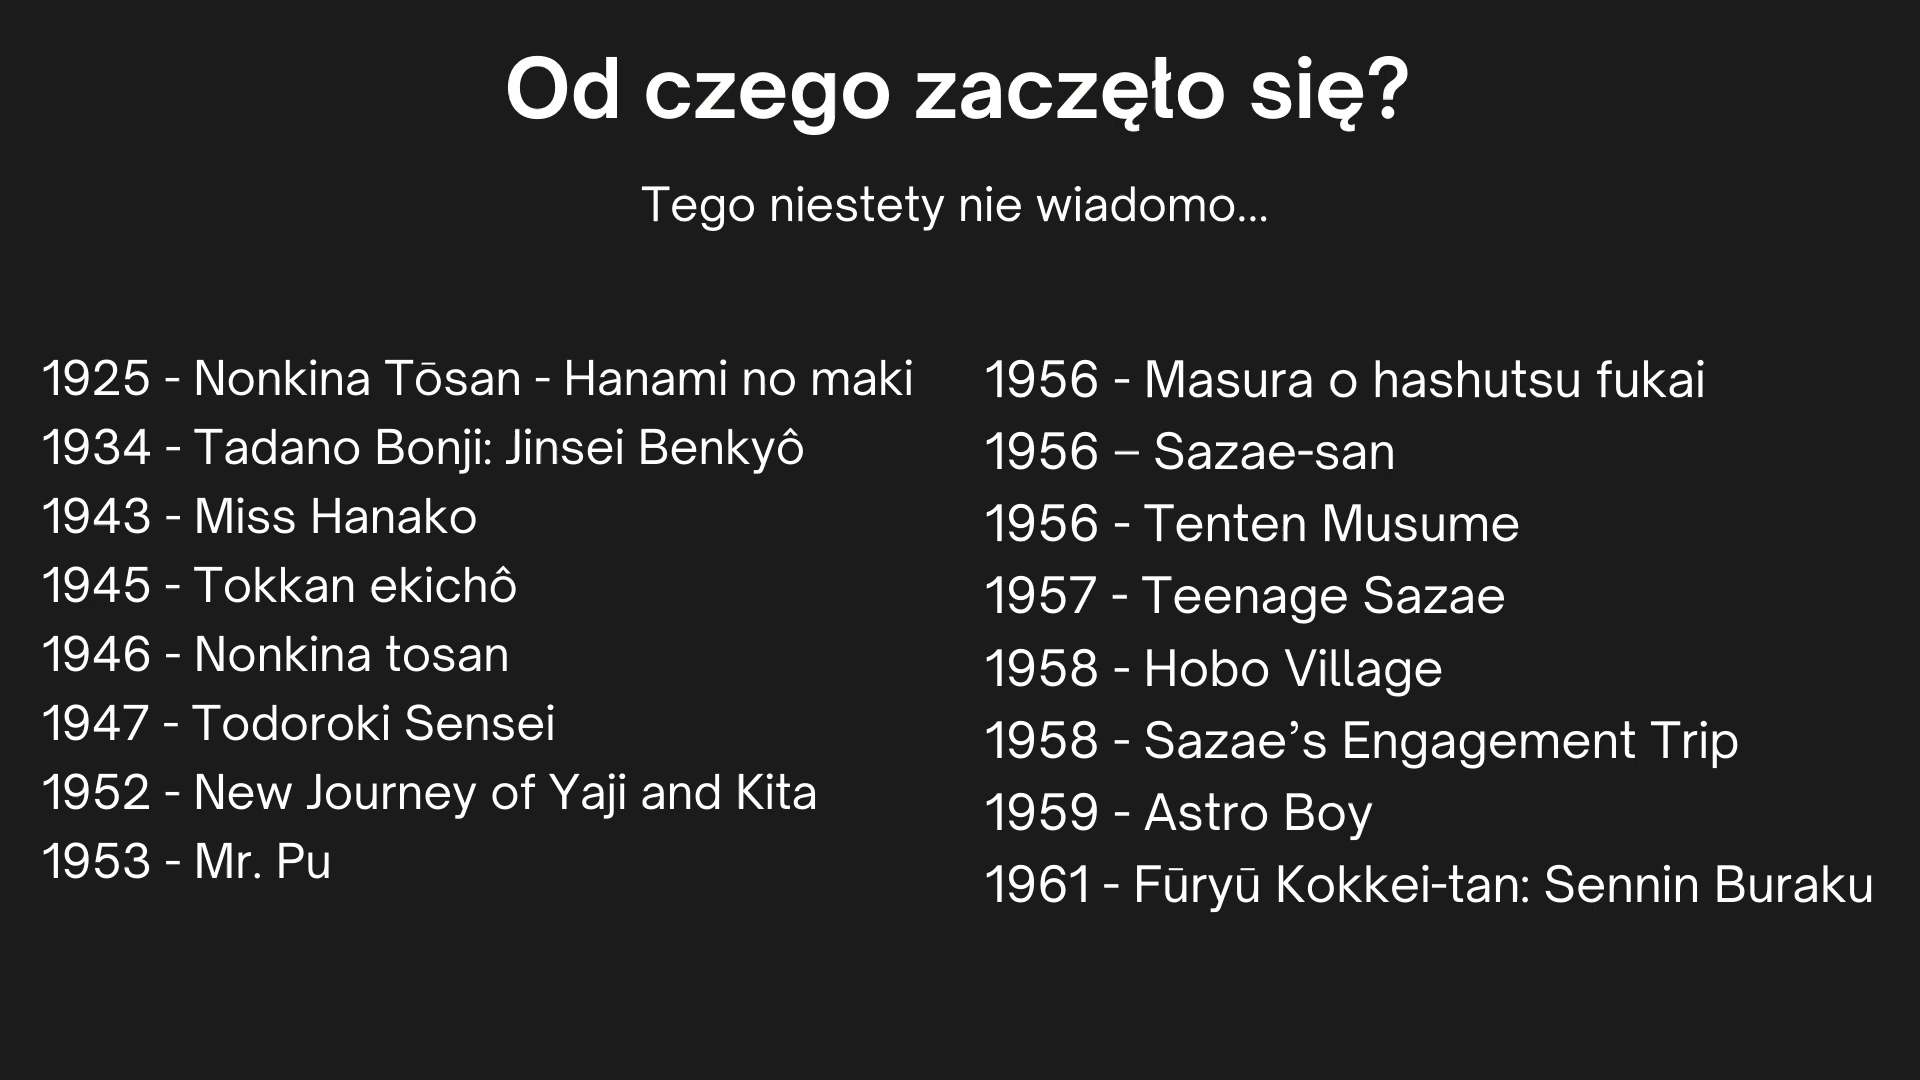 Od czego zaczęło się?
Tego niestety nie wiadomo...
1925 - Nonkina Tōsan - Hanami no maki
1934 - Tadano Bonji: Jinsei Benkyô
1943 - Miss Hanako
1945 - Tokkan ekichô
1946 - Nonkina tosan
1947 - Todoroki Sensei
1952 - New Journey of Yaji and Kita
1953 - Mr. Pu
1956 - Masura o hashutsu fukai
1956 – Sazae-san
1956 - Tenten Musume
1957 - Teenage Sazae
1958 - Hobo Village
1958 - Sazae’s Engagement Trip
1959 - Astro Boy
1961 - Fūryū Kokkei-tan: Sennin Buraku